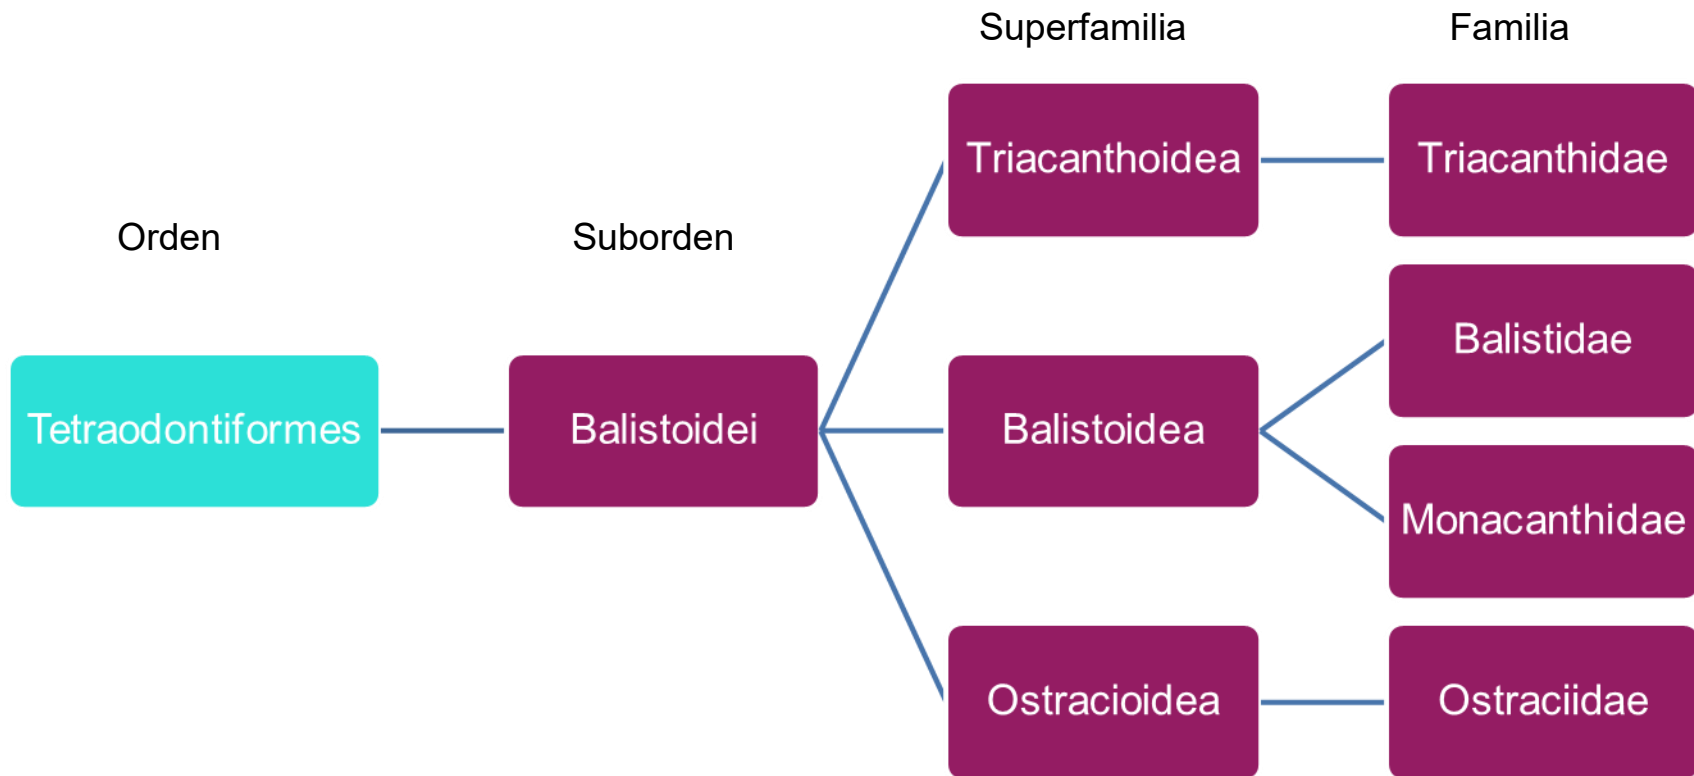 Superfamilia
Familia
Triacanthoidea
Triacanthidae
Orden
Suborden
Balistidae
Tetraodontiformes
Balistoidei
Balistoidea
Monacanthidae
Ostracioidea
Ostraciidae